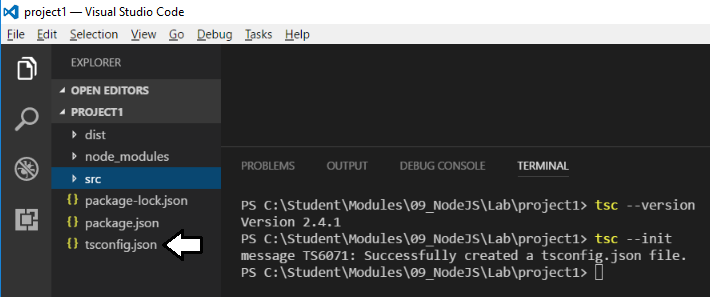 project1 — Visual Studio Code
File Edit Selection View Go Debug Tasks Help
EXPLORER
OPEN EDITORS
PROJECT1
dist
node_modules
src
{} package-lock.json
{} package.json
{} tsconfig.json
PROBLEMS OUTPUT DEBUG CONSOLE TERMINAL
PS C:\Student\Modules\09_NodeJS\Lab\project1> tsc --version
Version 2.4.1
PS C:\Student\Modules\09_NodeJS\Lab\project1> tsc --init
message TS6071: Successfully created a tsconfig.json file.
PS C:\Student\Modules\09_NodeJS\Lab\project1>